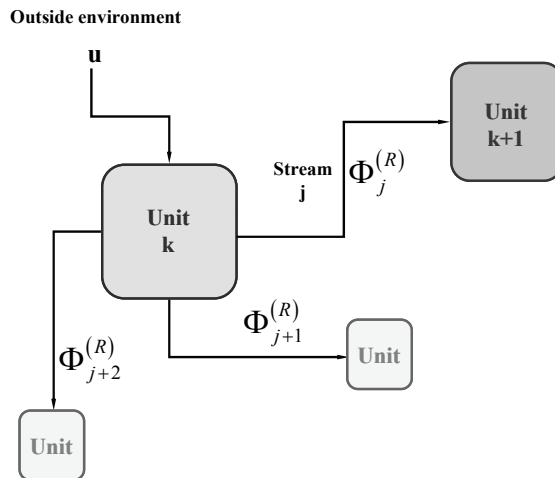 Outside environment
u
Unit
k+1
Stream
j
Φ_j^(R)
Unit
k
Φ_{j+1}^(R)
Unit
Φ_{j+2}^(R)
Unit